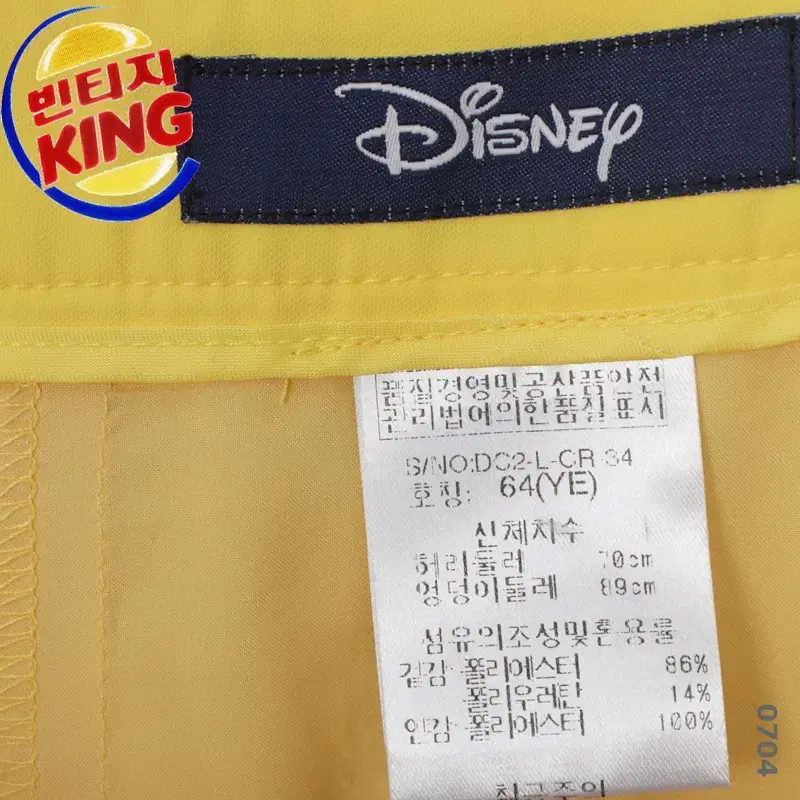 빈티지
KING
Disney
품질경영및공산품안전
관리법에의한품질표시
S/NO:DC2-L-CR-34
호칭: 64(YE)
신체치수
허리둘레 70cm
엉덩이둘레 89cm
섬유의조성및혼용률
겉감 폴리에스터 86%
폴리우레탄 14%
안감 폴리에스터 100%
취급주의
0704